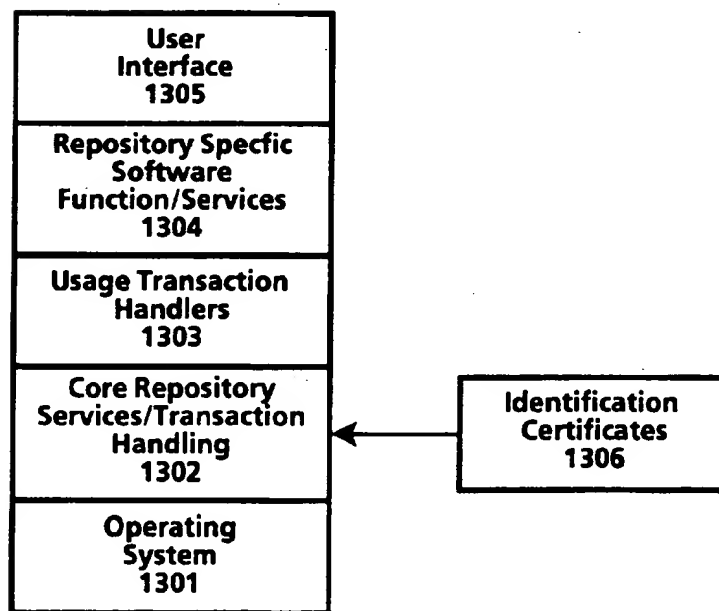 User
Interface
1305
Repository Specfic
Software
Function/Services
1304
Usage Transaction
Handlers
1303
Core Repository
Services/Transaction
Handling
1302
Identification
Certificates
1306
Operating
System
1301